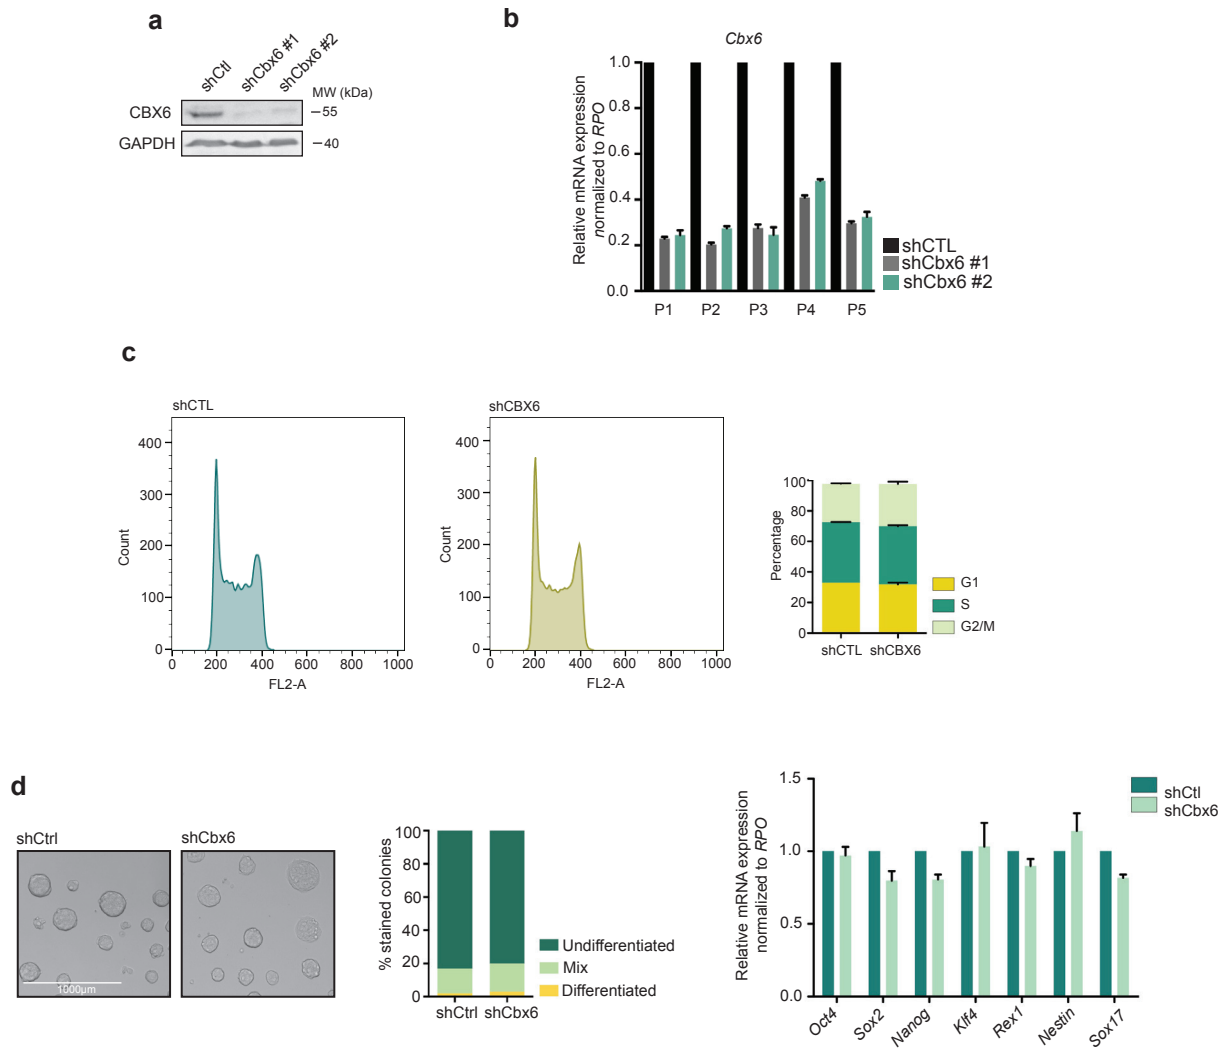 a
shCtl
shCbx6 #1
shCbx6 #2
MW (kDa)
CBX6
55
GAPDH
40
b
Cbx6
Relative mRNA expression
normalized to RPO
1.0
0.8
0.6
0.4
0.2
0.0
P1 P2 P3 P4 P5
shCTL
shCbx6 #1
shCbx6 #2
c
shCTL
Count
400
300
200
100
0
0 200 400 600 800 1000
FL2-A
shCBX6
Count
400
300
200
100
0
0 200 400 600 800 1000
FL2-A
Percentage
100
80
60
40
20
0
shCTL shCBX6
G1
S
G2/M
d
shCtrl
1000µm
shCbx6
% stained colonies
100
80
60
40
20
0
shCtrl shCbx6
Undifferentiated
Mix
Differentiated
Relative mRNA expression
normalized to RPO
1.5
1.0
0.5
0.0
Oct4 Sox2 Nanog Klf4 Rex1 Nestin Sox17
shCtl
shCbx6